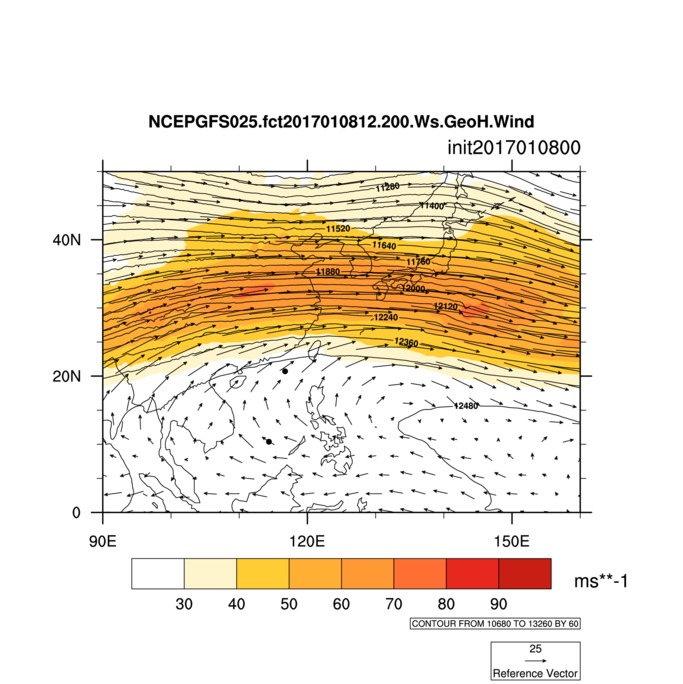 NCEPGFS025.fct2017010812.200.Ws.GeoH.Wind
init2017010800
11280
11400
11520
40N
11640
11760
11880
12000
12120
12240
12360
20N
12480
0
90E 120E 150E
ms**-1
30 40 50 60 70 80 90
CONTOUR FROM 10680 TO 13260 BY 60
25
Reference Vector